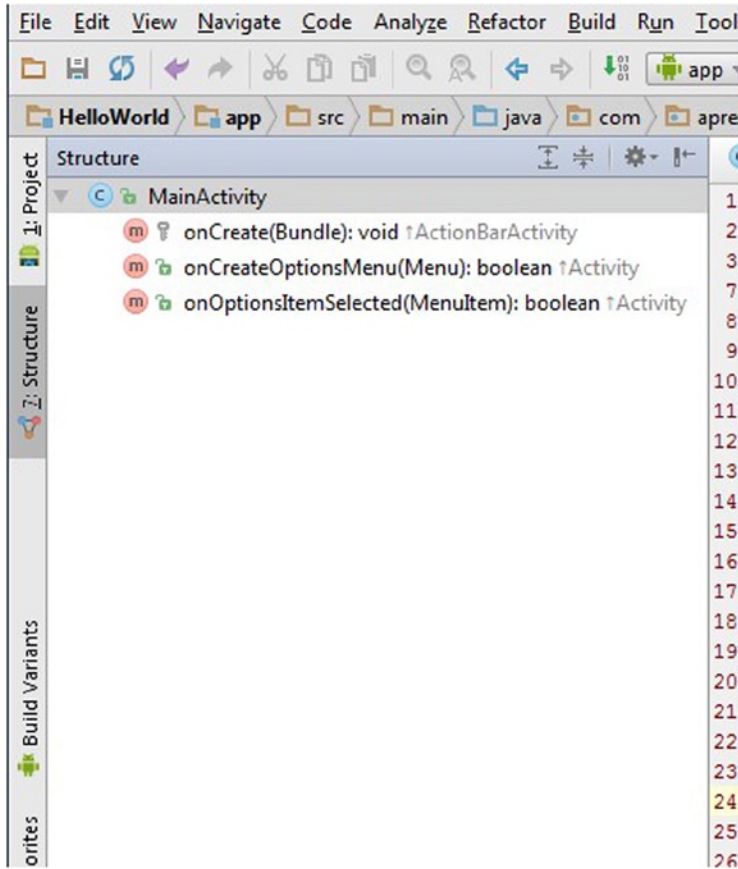 File Edit View Navigate Code Analyze Refactor Build Run Tool
app
HelloWorld app src main java com apre
Structure
MainActivity
onCreate(Bundle): void ↑ActionBarActivity
onCreateOptionsMenu(Menu): boolean ↑Activity
onOptionsItemSelected(MenuItem): boolean ↑Activity
1: Project
7: Structure
Build Variants
orites
1
2
3
7
8
9
10
11
12
13
14
15
16
17
18
19
20
21
22
23
24
25
26